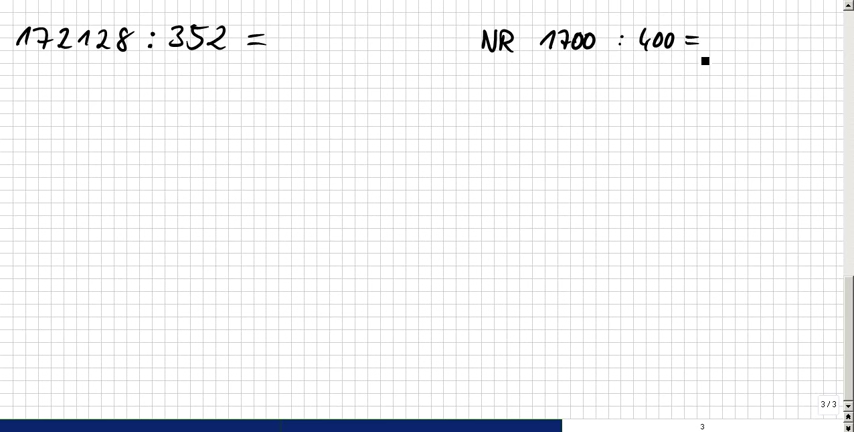 172128 : 352 =
NR 1700 : 400 =
3/3
3